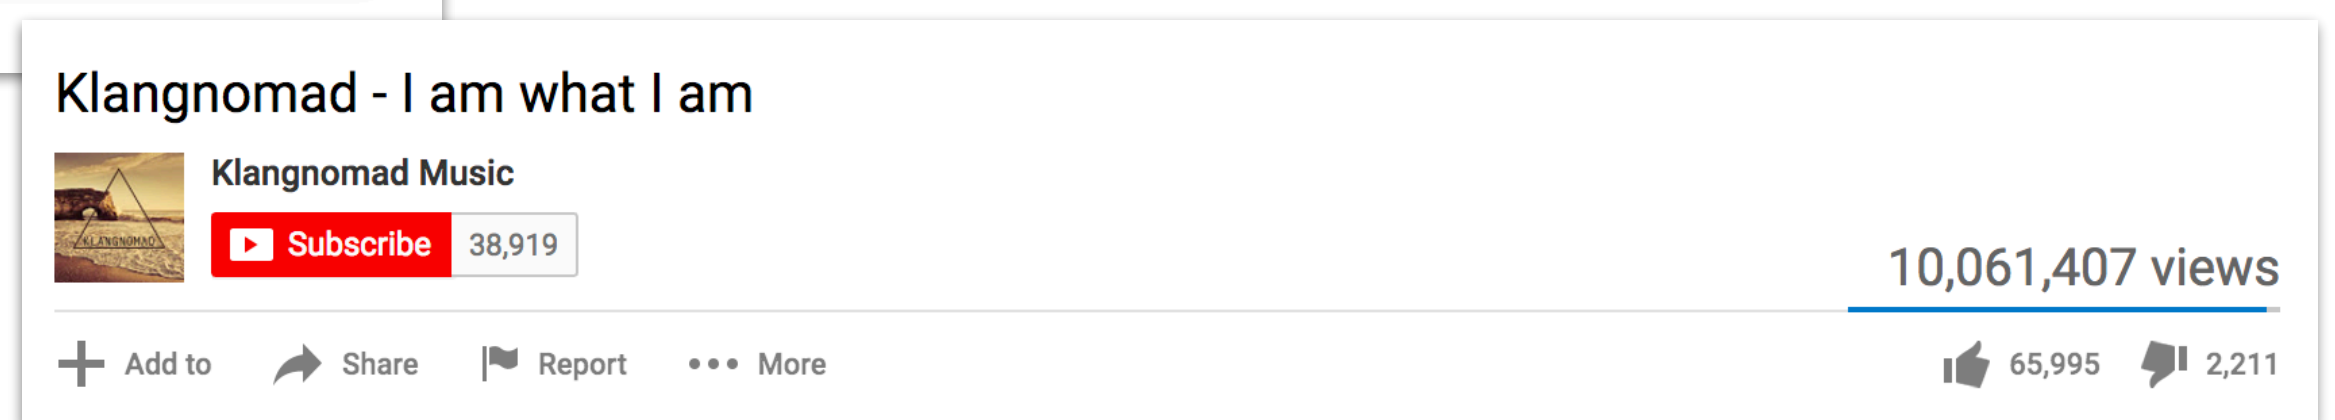 Klangnomad - I am what I am
Klangnomad Music
KLANGNOMAD
Subscribe 38,919
10,061,407 views
Add to Share Report More 65,995 2,211